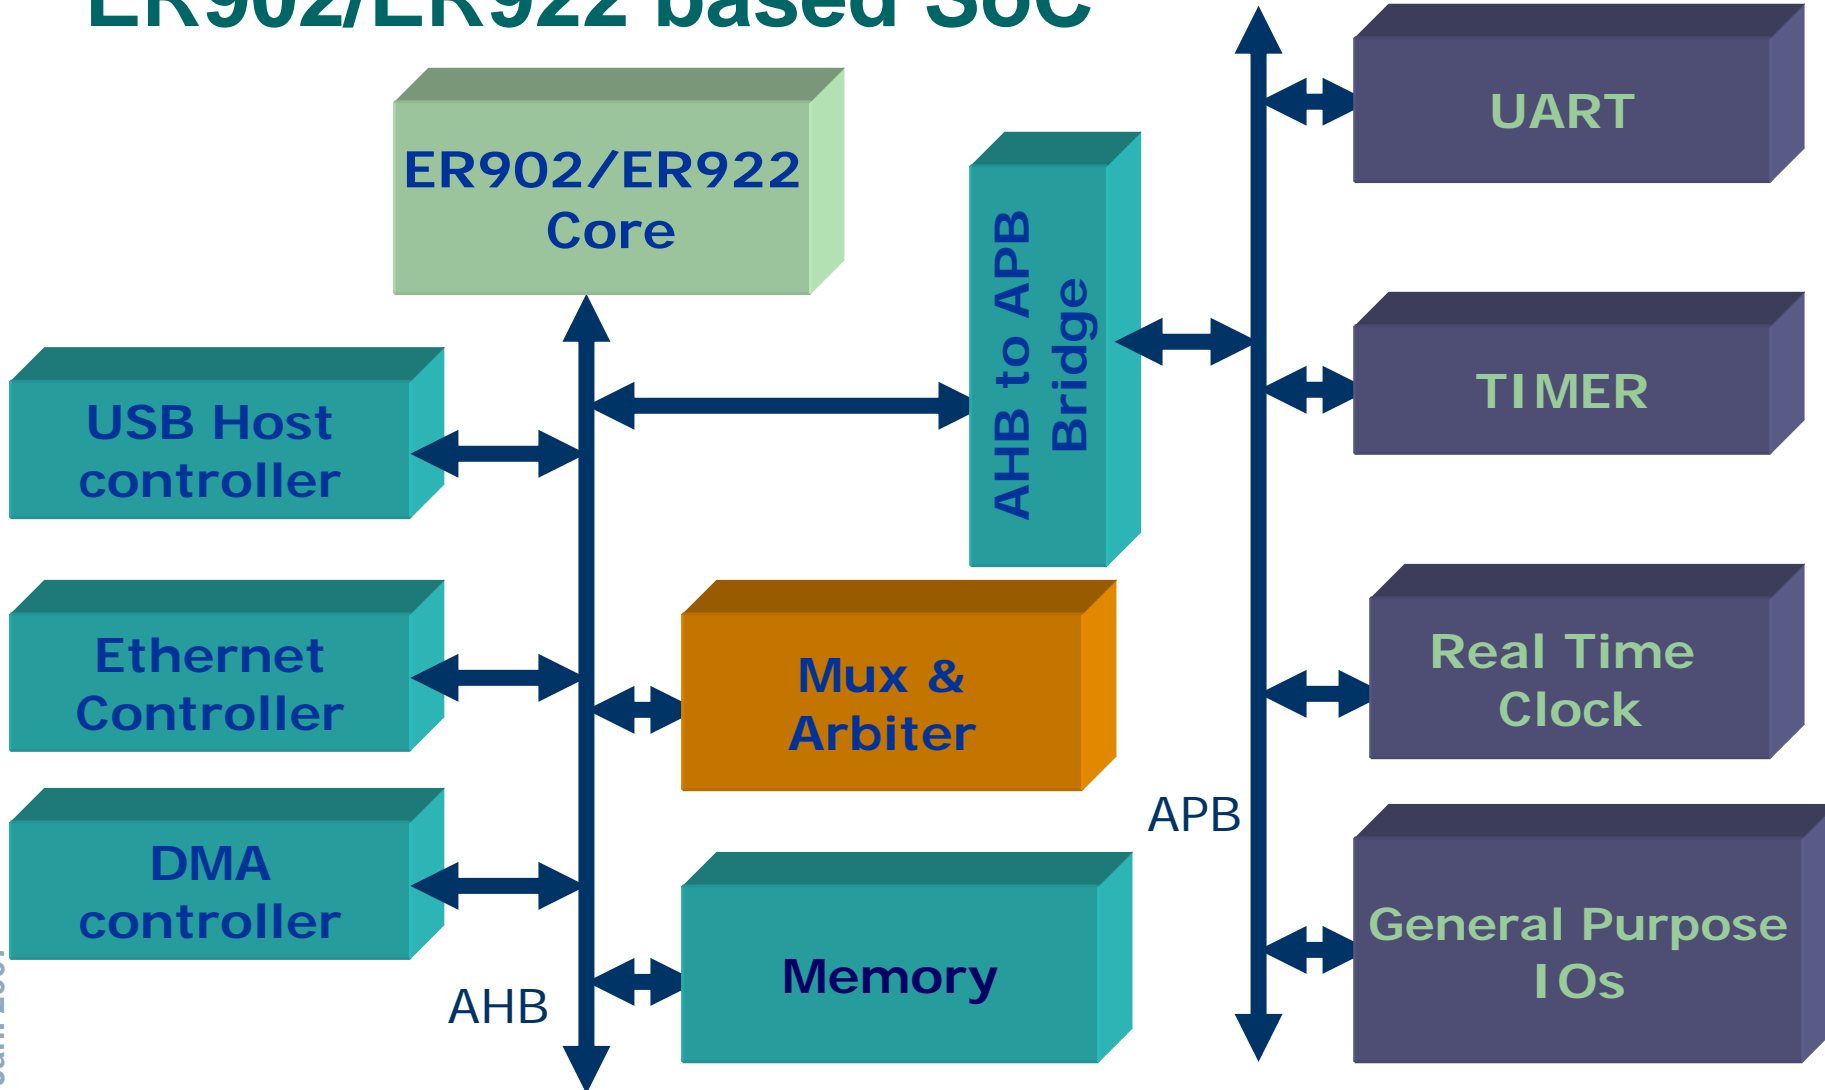 ER902/ER922 based SoC
ER902/ER922
Core
UART
AHB to APB
Bridge
TIMER
USB Host
controller
Ethernet
Controller
Mux &
Arbiter
Real Time
Clock
DMA
controller
APB
General Purpose
IOs
Memory
AHB